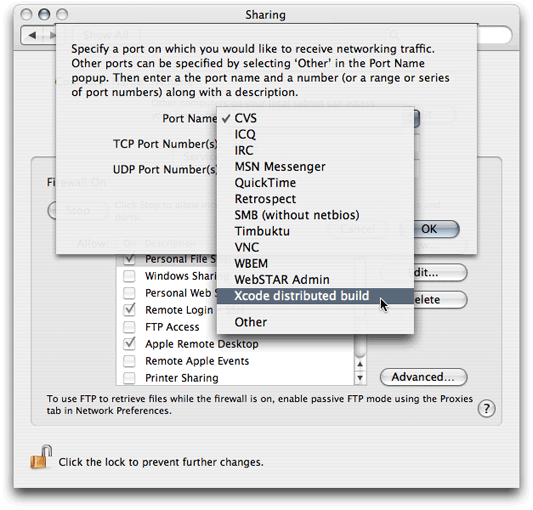 Sharing
Show All
Specify a port on which you would like to receive networking traffic.
Other ports can be specified by selecting ‘Other’ in the Port Name
popup. Then enter a the port name and a number (or a range or series
of port numbers) along with a description.
Port Name
✓ CVS
ICQ
TCP Port Number(s)
IRC
MSN Messenger
UDP Port Number(s)
QuickTime
Firewall On
Retrospect
Stop
SMB (without netbios)
Timbuktu
Cancel
OK
Allow:
On
Description
VNC
Personal File S
WBEM
Windows Shari
WebSTAR Admin
dit...
Personal Web S
Xcode distributed build
elete
Remote Login
FTP Access
Other
Apple Remote Desktop
Remote Apple Events
Printer Sharing
Advanced...
To use FTP to retrieve files while the firewall is on, enable passive FTP mode using the Proxies
tab in Network Preferences.
?
Click the lock to prevent further changes.